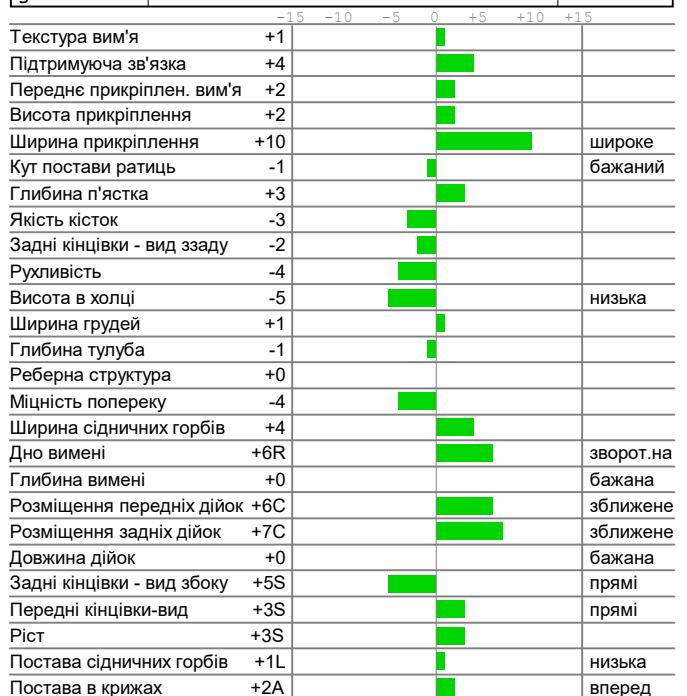 -15 -10 -5 0 +5 +10 +15
Текстура вим'я +1
Підтримуюча зв'язка +4
Переднє прикріплен. вим'я +2
Висота прикріплення +2
Ширина прикріплення +10 широке
Кут постави ратиць -1 бажаний
Глибина п'ястка +3
Якість кісток -3
Задні кінцівки - вид ззаду -2
Рухливість -4
Висота в холці -5 низька
Ширина грудей +1
Глибина тулуба -1
Реберна структура +0
Міцність попереку -4
Ширина сідничних горбів +4
Дно вимені +6R зворот.на
Глибина вимені +0 бажана
Розміщення передніх дійок +6C зближене
Розміщення задніх дійок +7C зближене
Довжина дійок +0 бажана
Задні кінцівки - вид збоку +5S прямі
Передні кінцівки-вид +3S прямі
Ріст +3S
Постава сідничних горбів +1L низька
Постава в крижах +2A вперед